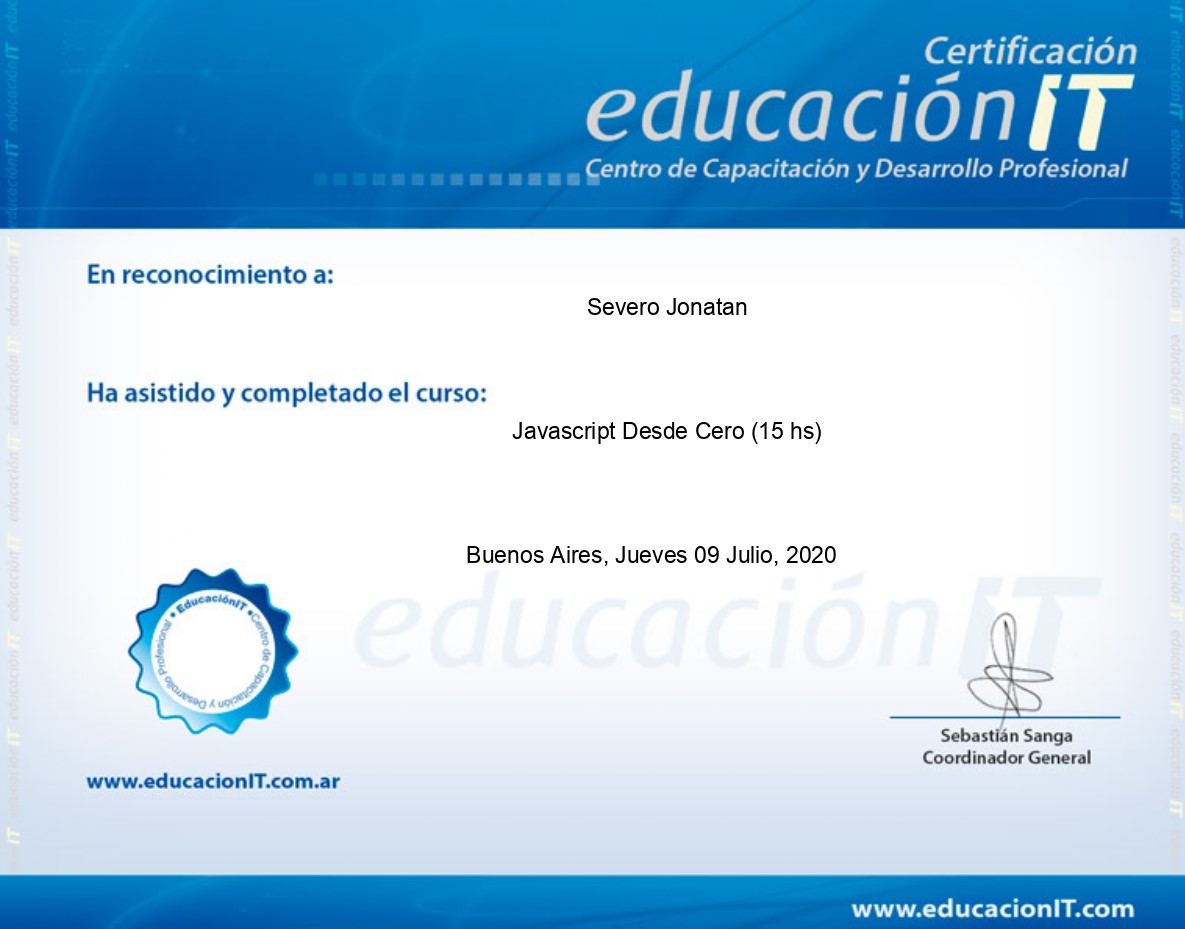 Certificación
educaciónIT
Centro de Capacitación y Desarrollo Profesional
En reconocimiento a:
Severo Jonatan
Ha asistido y completado el curso:
Javascript Desde Cero (15 hs)
Buenos Aires, Jueves 09 Julio, 2020
educaciónIT
• EducaciónIT • Centro de Capacitación y Desarrollo Profesional
Sebastián Sanga
Coordinador General
www.educacionIT.com.ar
www.educacionIT.com